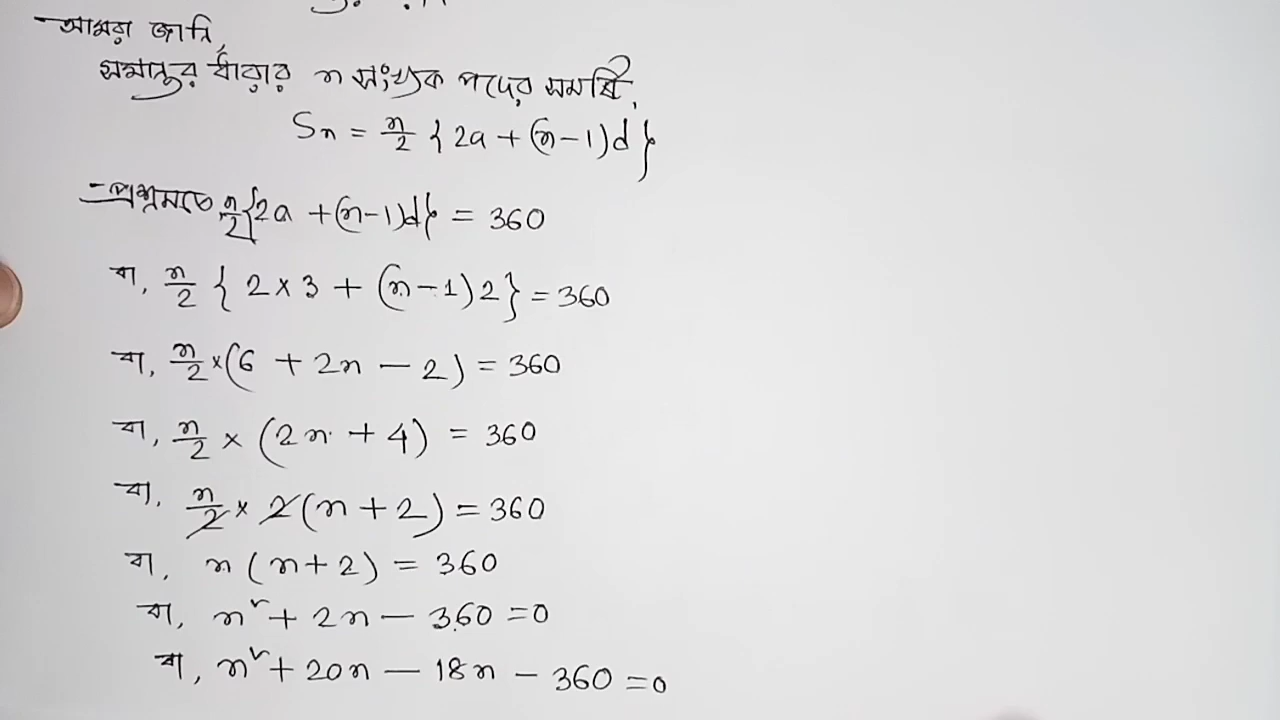 আমরা জানি,
সমান্তর ধারার n সংখ্যক পদের সমষ্টি,
Sn = n/2 {2a + (n-1)d}
প্রশ্নমতে, n/2{2a + (n-1)d} = 360
বা, n/2 {2×3 + (n-1)2} = 360
বা, n/2 × (6 + 2n - 2) = 360
বা, n/2 × (2n + 4) = 360
বা, n/2 × 2(n+2) = 360
বা, n(n+2) = 360
বা, n² + 2n - 360 = 0
বা, n² + 20n - 18n - 360 = 0